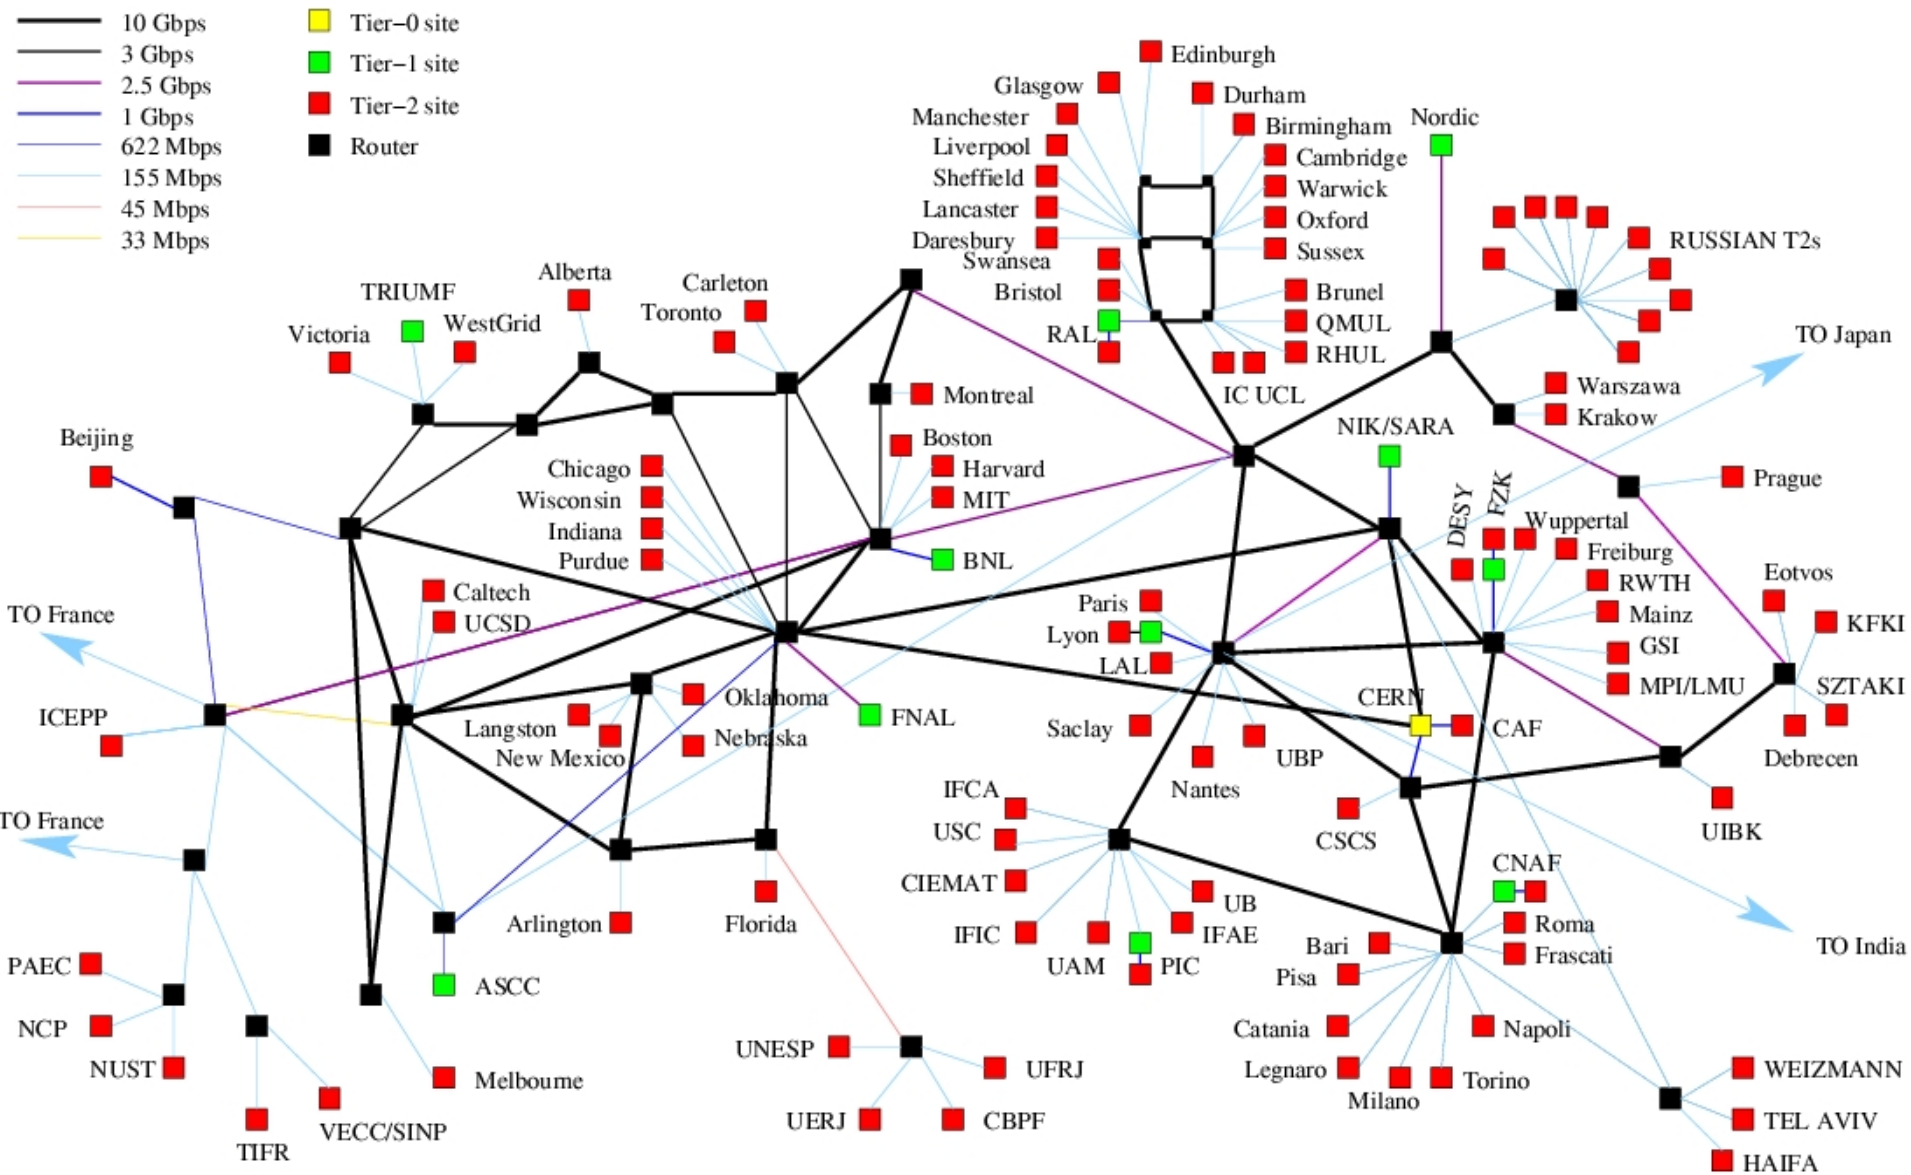 10 Gbps
3 Gbps
2.5 Gbps
1 Gbps
622 Mbps
155 Mbps
45 Mbps
33 Mbps
Tier−0 site
Tier−1 site
Tier−2 site
Router
Edinburgh
Glasgow
Durham
Manchester
Birmingham
Nordic
Liverpool
Cambridge
Sheffield
Warwick
Lancaster
Oxford
Daresbury
Sussex
RUSSIAN T2s
Swansea
Bristol
Brunel
RAL
QMUL
RHUL
IC UCL
TO Japan
Alberta
Carleton
TRIUMF
Toronto
Victoria
WestGrid
Montreal
Warszawa
Krakow
NIK/SARA
Beijing
Boston
Chicago
Harvard
Wisconsin
MIT
Indiana
Purdue
BNL
Prague
DESY
FZK
Wuppertal
Freiburg
RWTH
Mainz
GSI
MPI/LMU
Eotvos
KFKI
SZTAKI
Debrecen
Caltech
UCSD
TO France
Paris
Lyon
LAL
ICEPP
Oklahoma
Langston
New Mexico
Nebraska
FNAL
Saclay
CERN
CAF
UBP
Nantes
UIBK
CSCS
IFCA
USC
CIEMAT
IFIC
UAM
PIC
IFAE
UB
TO France
CNAF
Roma
Frascati
TO India
Arlington
Florida
Bari
Pisa
Catania
Legnaro
Milano
Torino
Napoli
PAEC
NCP
NUST
ASCC
UNESP
UFRJ
UERJ
CBPF
Melbourne
TIFR
VECC/SINP
WEIZMANN
TEL AVIV
HAIFA